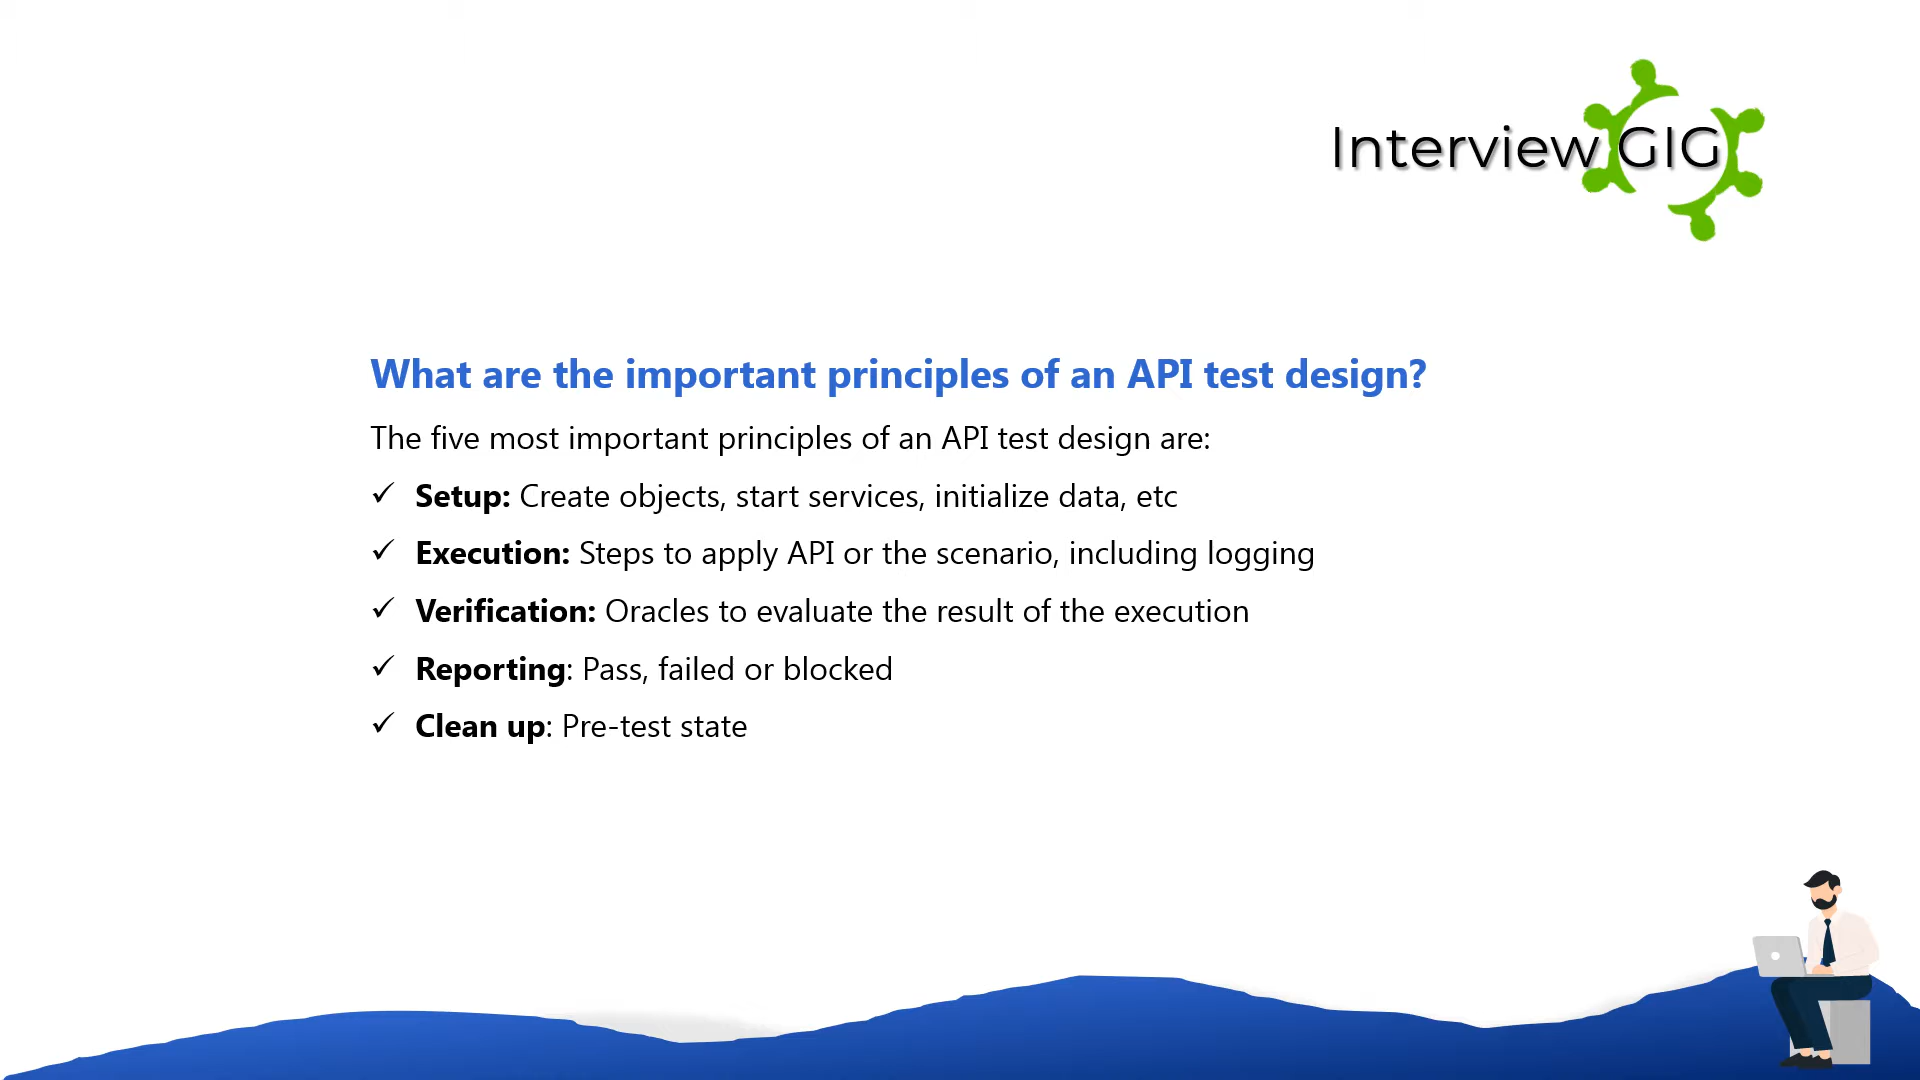 Interview GIG
What are the important principles of an API test design?
The five most important principles of an API test design are:
✓ Setup: Create objects, start services, initialize data, etc
✓ Execution: Steps to apply API or the scenario, including logging
✓ Verification: Oracles to evaluate the result of the execution
✓ Reporting: Pass, failed or blocked
✓ Clean up: Pre-test state